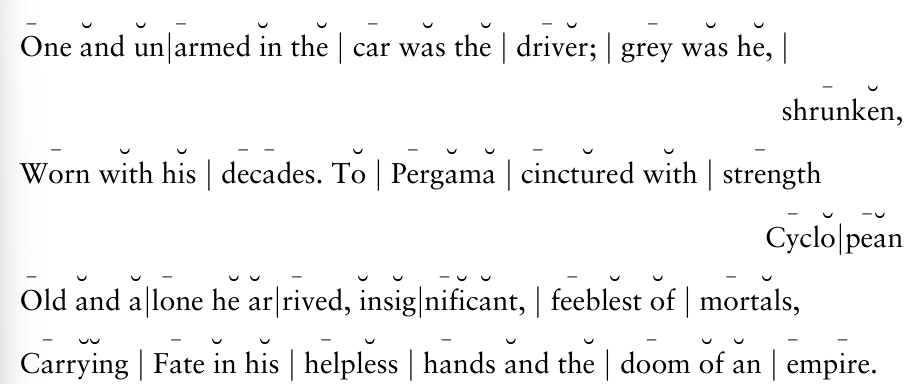 One and un|armed in the | car was the | driver; | grey was he, |
shrunken,
Worn with his | decades. To | Pergama | cinctured with | strength
Cyclo|pean
Old and a|lone he ar|rived, insig|nificant, | feeblest of | mortals,
Carrying | Fate in his | helpless | hands and the | doom of an | empire.